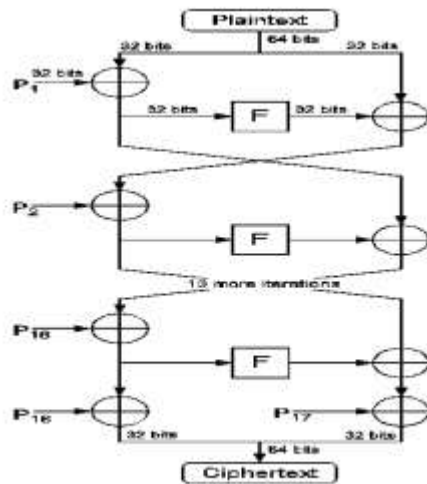 Plaintext
64 bits
32 bits 32 bits
P1 32 bits
32 bits F 32 bits
P2
F
13 more iterations
P16
F
P18 P17
32 bits 32 bits
64 bits
Ciphertext